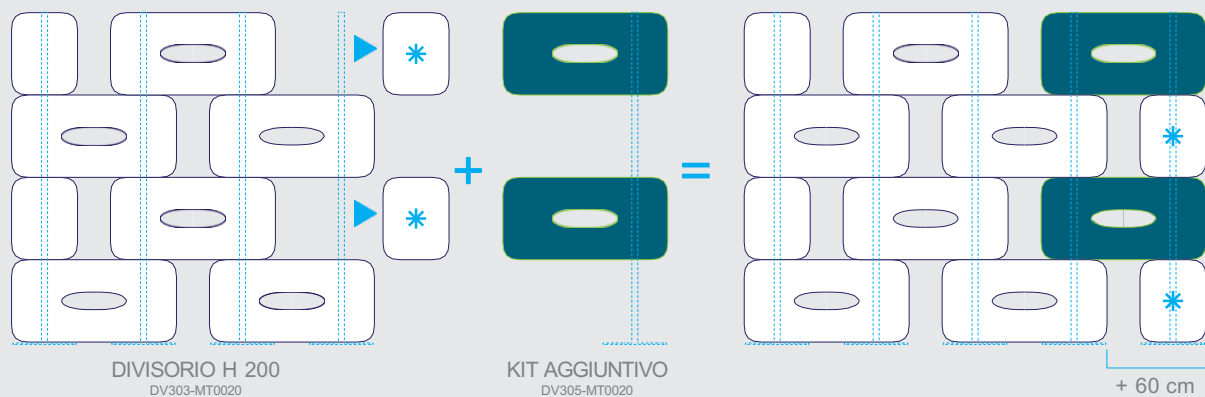 DIVISORIO H 200
DV303-MT0020
KIT AGGIUNTIVO
DV305-MT0020
+ 60 cm